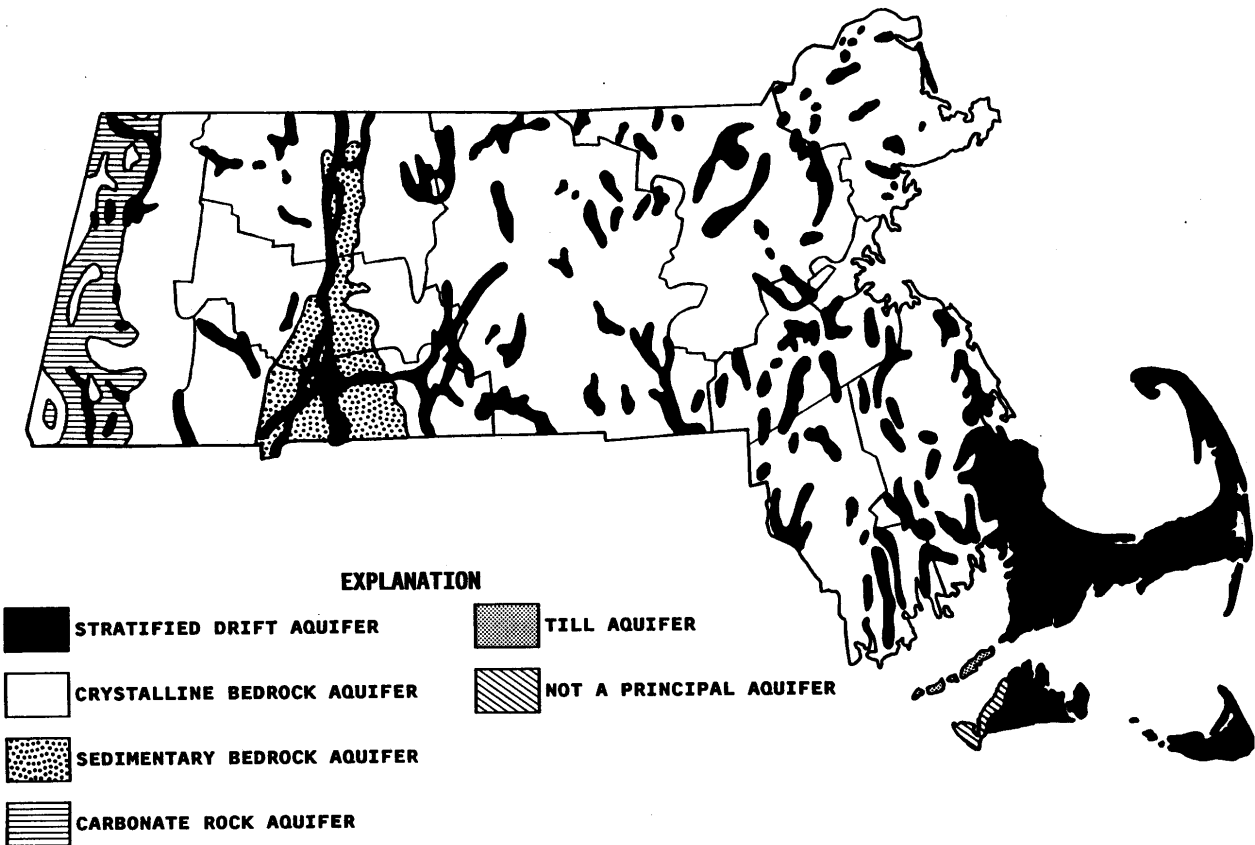 EXPLANATION
STRATIFIED DRIFT AQUIFER
CRYSTALLINE BEDROCK AQUIFER
SEDIMENTARY BEDROCK AQUIFER
CARBONATE ROCK AQUIFER
TILL AQUIFER
NOT A PRINCIPAL AQUIFER